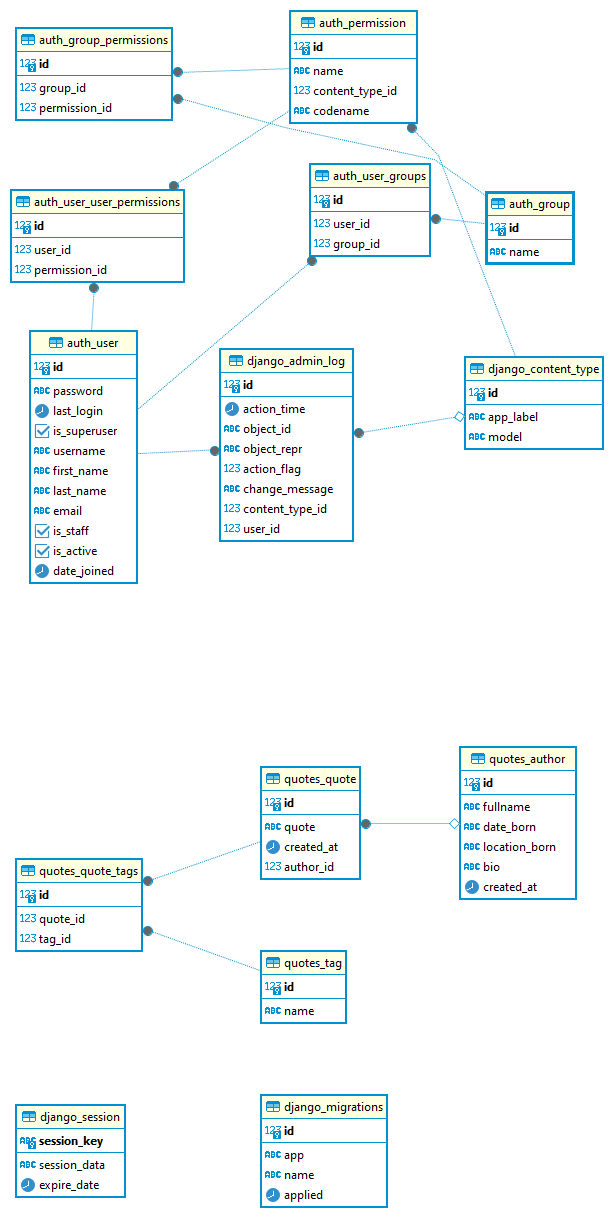 auth_group_permissions
123 id
123 group_id
123 permission_id
auth_permission
123 id
ABC name
123 content_type_id
ABC codename
auth_user_user_permissions
123 id
123 user_id
123 permission_id
auth_user_groups
123 id
123 user_id
123 group_id
auth_group
123 id
ABC name
auth_user
123 id
ABC password
last_login
is_superuser
ABC username
ABC first_name
ABC last_name
ABC email
is_staff
is_active
date_joined
django_admin_log
123 id
action_time
ABC object_id
ABC object_repr
123 action_flag
ABC change_message
123 content_type_id
123 user_id
django_content_type
123 id
ABC app_label
ABC model
quotes_quote
123 id
ABC quote
created_at
123 author_id
quotes_author
123 id
ABC fullname
ABC date_born
ABC location_born
ABC bio
created_at
quotes_quote_tags
123 id
123 quote_id
123 tag_id
quotes_tag
123 id
ABC name
django_session
ABC session_key
ABC session_data
expire_date
django_migrations
123 id
ABC app
ABC name
applied